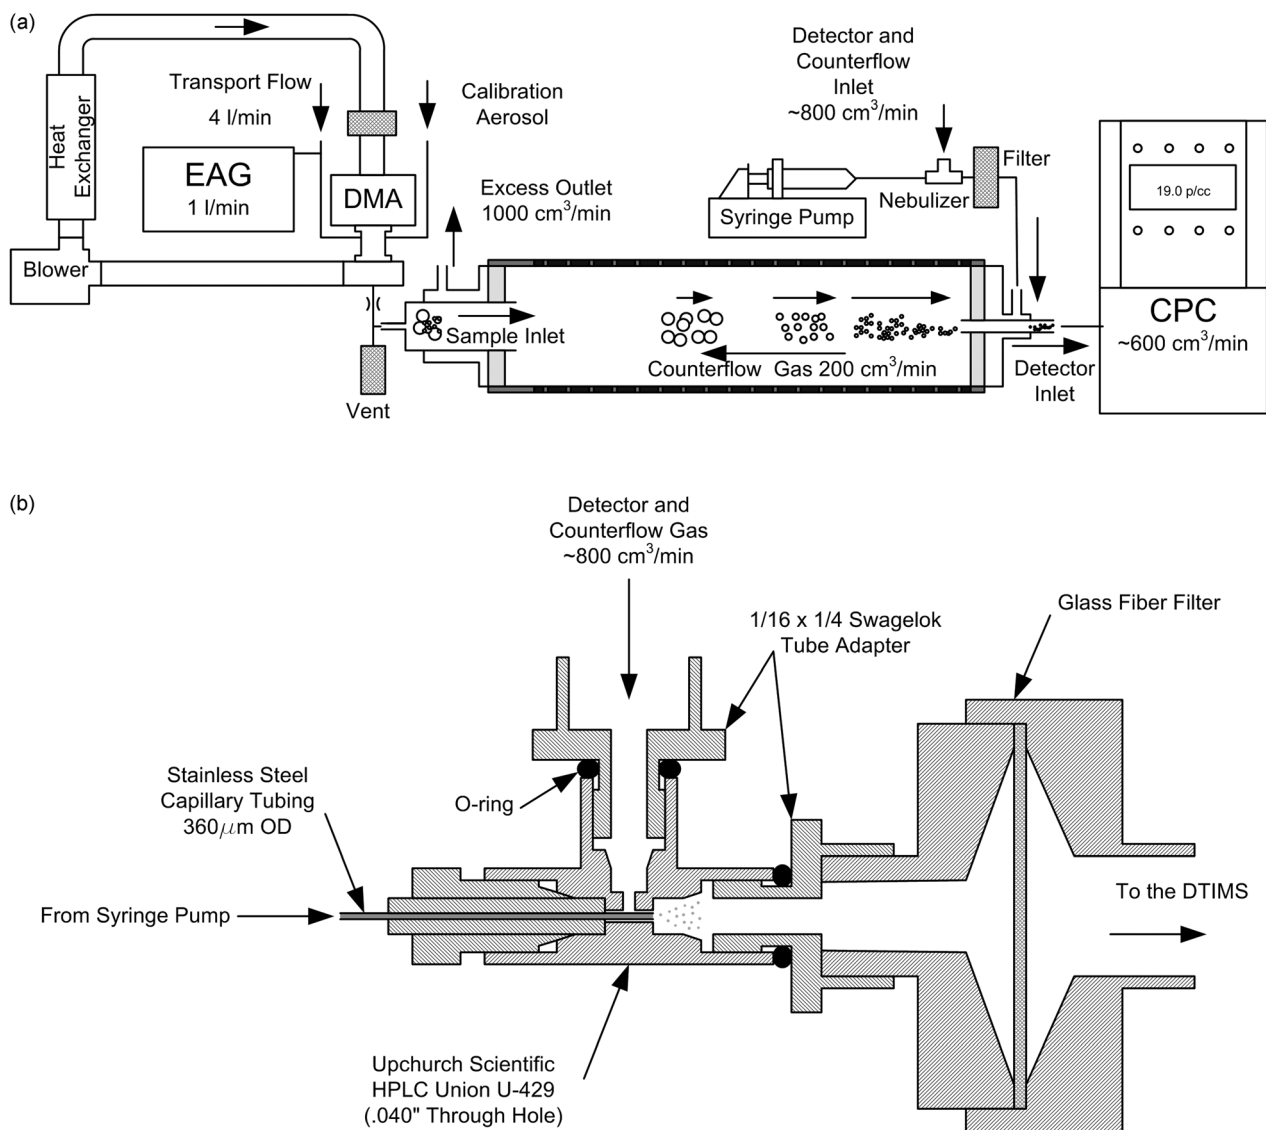 (a)
Transport Flow
4 l/min
Calibration
Aerosol
Detector and
Counterflow
Inlet
~800 cm³/min
Heat
Exchanger
EAG
1 l/min
DMA
Excess Outlet
1000 cm³/min
Syringe Pump
Nebulizer
Filter
19.0 p/cc
Blower
Sample Inlet
Counterflow Gas 200 cm³/min
Vent
Detector
Inlet
CPC
~600 cm³/min
(b)
Detector and
Counterflow Gas
~800 cm³/min
1/16 x 1/4 Swagelok
Tube Adapter
Glass Fiber Filter
Stainless Steel
Capillary Tubing
360μm OD
O-ring
From Syringe Pump
To the DTIMS
Upchurch Scientific
HPLC Union U-429
(.040" Through Hole)